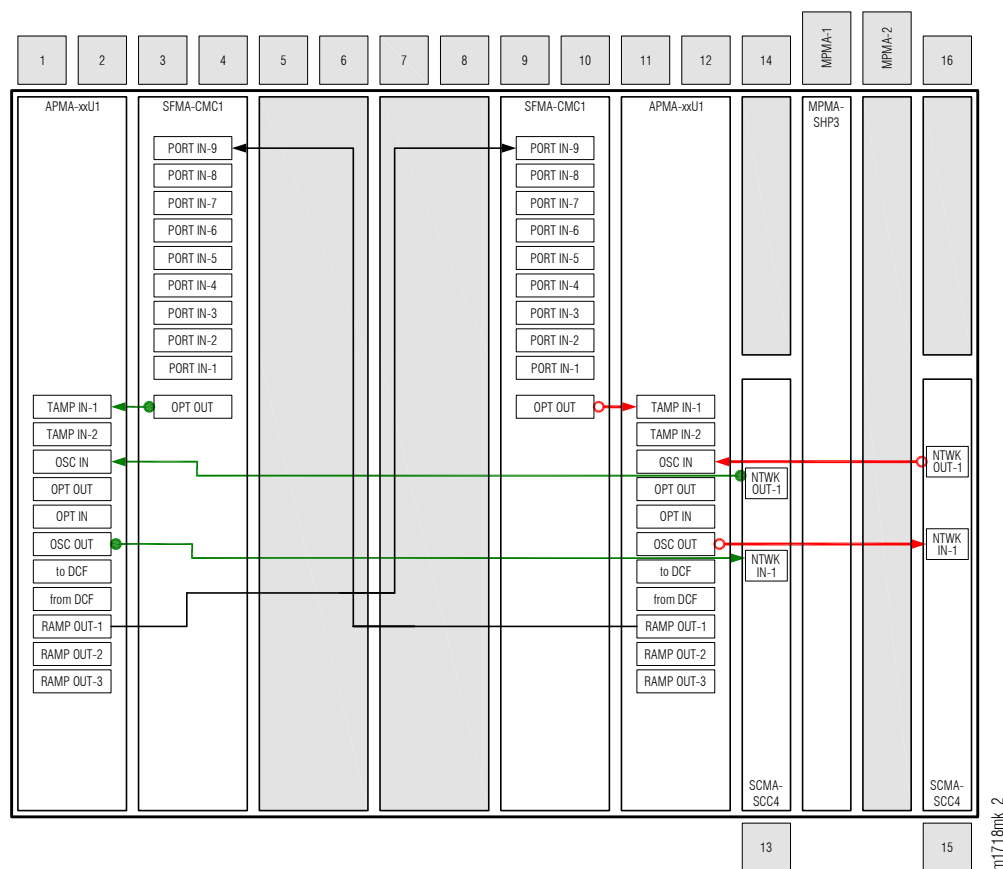 1
2
3
4
5
6
7
8
9
10
11
12
14
MPMA-1
MPMA-2
16
APMA-xxU1
SFMA-CMC1
SFMA-CMC1
APMA-xxU1
MPMA-
SHP3
PORT IN-9
PORT IN-8
PORT IN-7
PORT IN-6
PORT IN-5
PORT IN-4
PORT IN-3
PORT IN-2
PORT IN-1
OPT OUT
PORT IN-9
PORT IN-8
PORT IN-7
PORT IN-6
PORT IN-5
PORT IN-4
PORT IN-3
PORT IN-2
PORT IN-1
OPT OUT
TAMP IN-1
TAMP IN-2
OSC IN
OPT OUT
OPT IN
OSC OUT
to DCF
from DCF
RAMP OUT-1
RAMP OUT-2
RAMP OUT-3
TAMP IN-1
TAMP IN-2
OSC IN
OPT OUT
OPT IN
OSC OUT
to DCF
from DCF
RAMP OUT-1
RAMP OUT-2
RAMP OUT-3
NTWK
OUT-1
NTWK
IN-1
NTWK
OUT-1
NTWK
IN-1
SCMA-
SCC4
SCMA-
SCC4
13
15
m1718mk_2